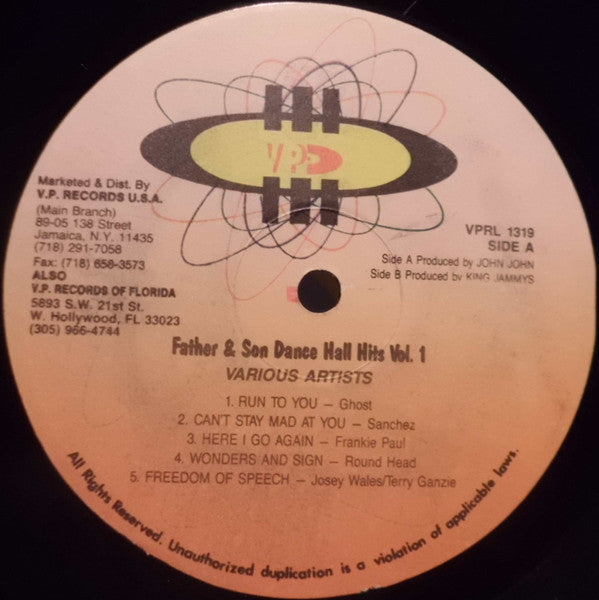 VP
Marketed & Dist. By
V.P. RECORDS U.S.A.
(Main Branch)
89-05 138 Street
Jamaica, N.Y. 11435
(718) 291-7058
Fax: (718) 658-3573
ALSO
V.P. RECORDS OF FLORIDA
5893 S.W. 21st St.
W. Hollywood, FL 33023
(305) 966-4744
VPRL 1319
SIDE A
Side A Produced by JOHN JOHN
Side B Produced by KING JAMMYS
Father & Son Dance Hall Hits Vol. 1
VARIOUS ARTISTS
1. RUN TO YOU – Ghost
2. CAN'T STAY MAD AT YOU – Sanchez
3. HERE I GO AGAIN – Frankie Paul
4. WONDERS AND SIGN – Round Head
5. FREEDOM OF SPEECH – Josey Wales/Terry Ganzie
All Rights Reserved. Unauthorized duplication is a violation of applicable laws.